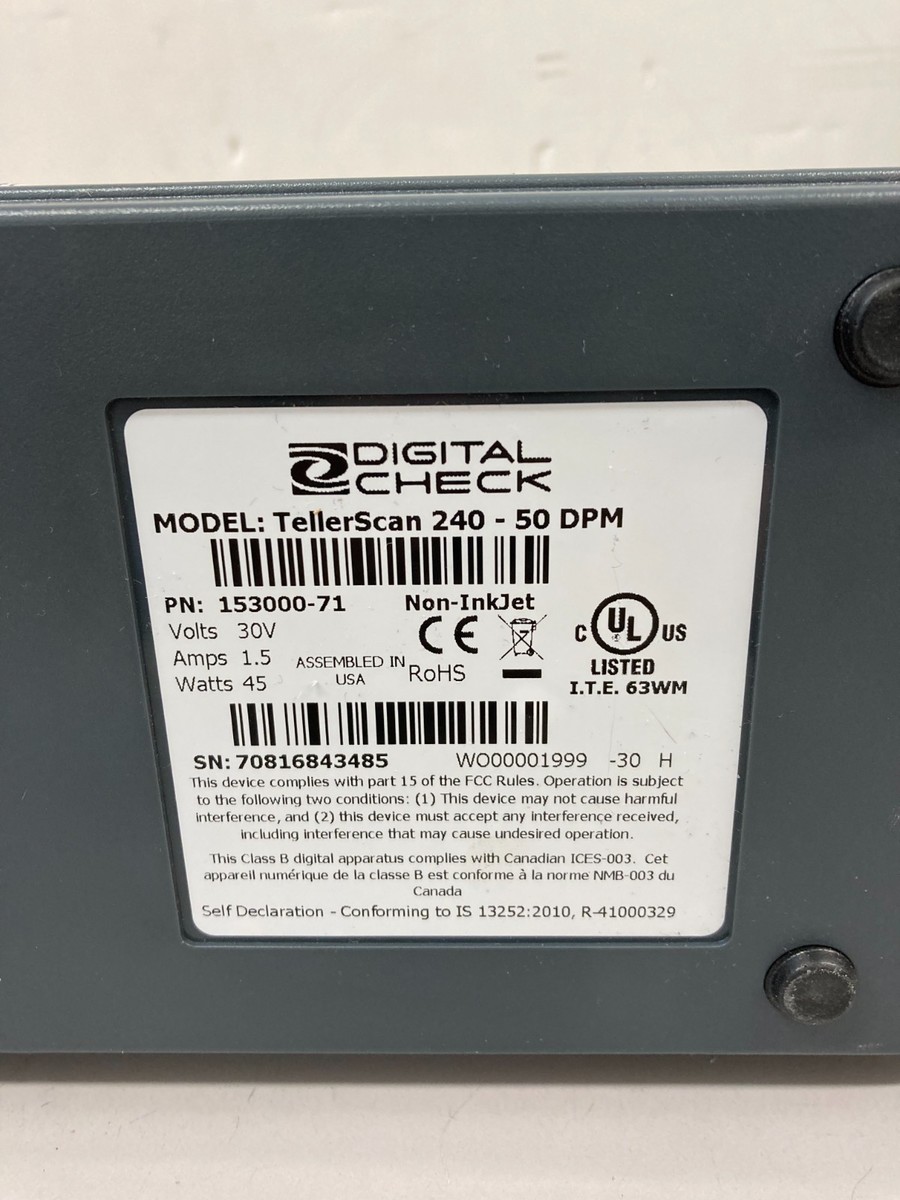 DIGITAL
CHECK
MODEL: TellerScan 240 - 50 DPM
PN: 153000-71 Non-InkJet
Volts 30V
Amps 1.5
Watts 45
ASSEMBLED IN
USA
CE
RoHS
C UL US
LISTED
I.T.E. 63WM
SN: 70816843485 WO00001999 -30 H
This device complies with part 15 of the FCC Rules. Operation is subject
to the following two conditions: (1) This device may not cause harmful
interference, and (2) this device must accept any interference received,
including interference that may cause undesired operation.
This Class B digital apparatus complies with Canadian ICES-003. Cet
appareil numérique de la classe B est conforme à la norme NMB-003 du
Canada
Self Declaration - Conforming to IS 13252:2010, R-41000329